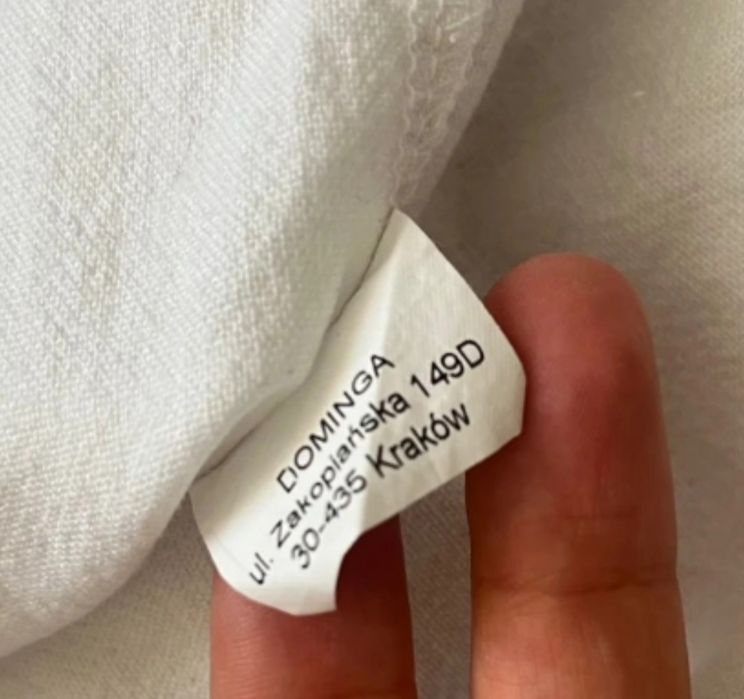 DOMINGA
ul. Zakopiańska 149D
30-435 Kraków